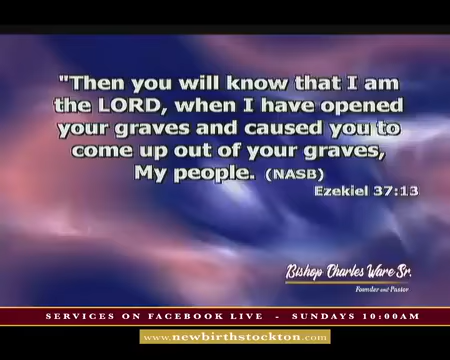 "Then you will know that I am
the LORD, when I have opened
your graves and caused you to
come up out of your graves,
My people. (NASB)
Ezekiel 37:13
Bishop Charles Ware Sr.
Founder and Pastor
SERVICES ON FACEBOOK LIVE - SUNDAYS 10:00AM
www.newbirthstockton.com